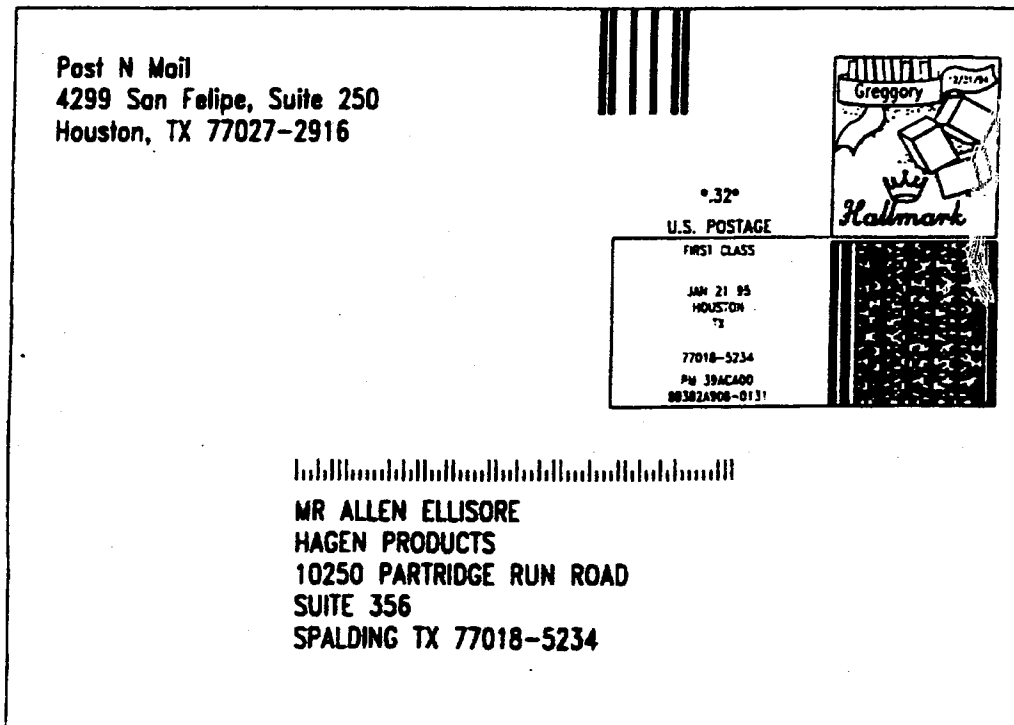 Post N Mail
4299 San Felipe, Suite 250
Houston, TX 77027-2916
Greggory
Hallmark
*.32*
U.S. POSTAGE
FIRST CLASS
JAN 21 95
HOUSTON
TX
77018-5234
MR ALLEN ELLISORE
HAGEN PRODUCTS
10250 PARTRIDGE RUN ROAD
SUITE 356
SPALDING TX 77018-5234